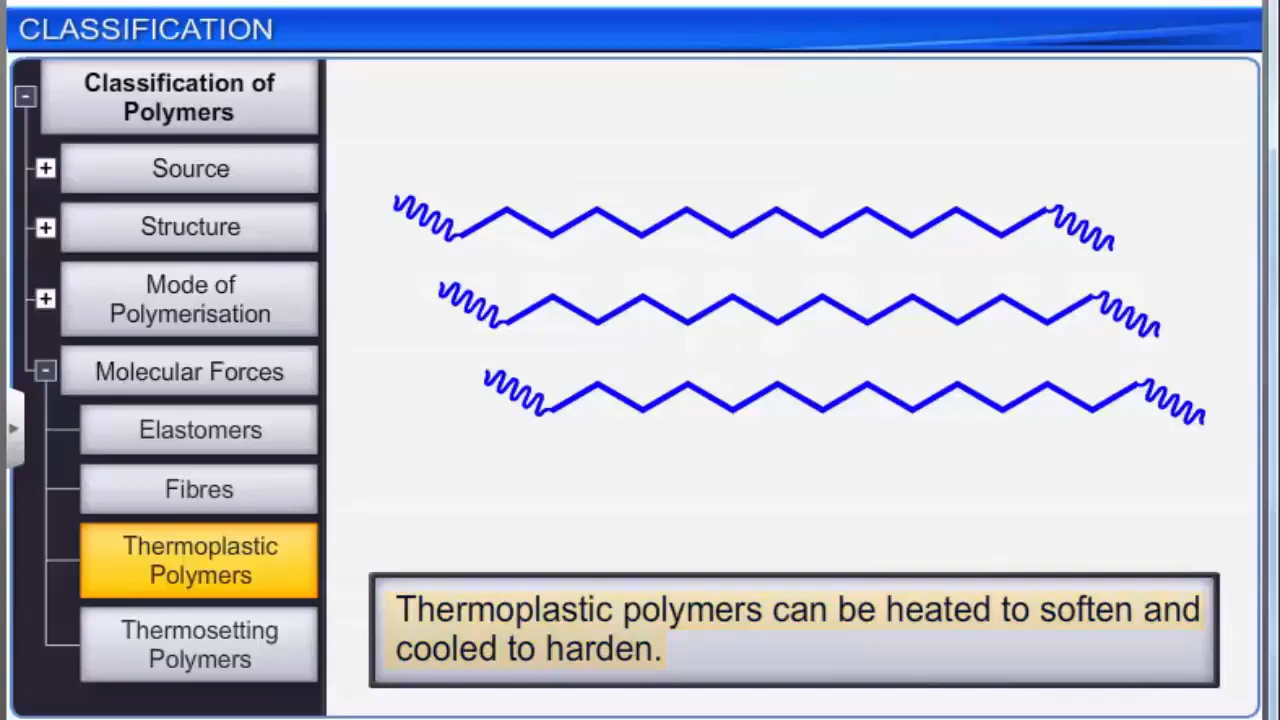 CLASSIFICATION
Classification of
Polymers
Source
Structure
Mode of
Polymerisation
Molecular Forces
Elastomers
Fibres
Thermoplastic
Polymers
Thermosetting
Polymers
Thermoplastic polymers can be heated to soften and
cooled to harden.